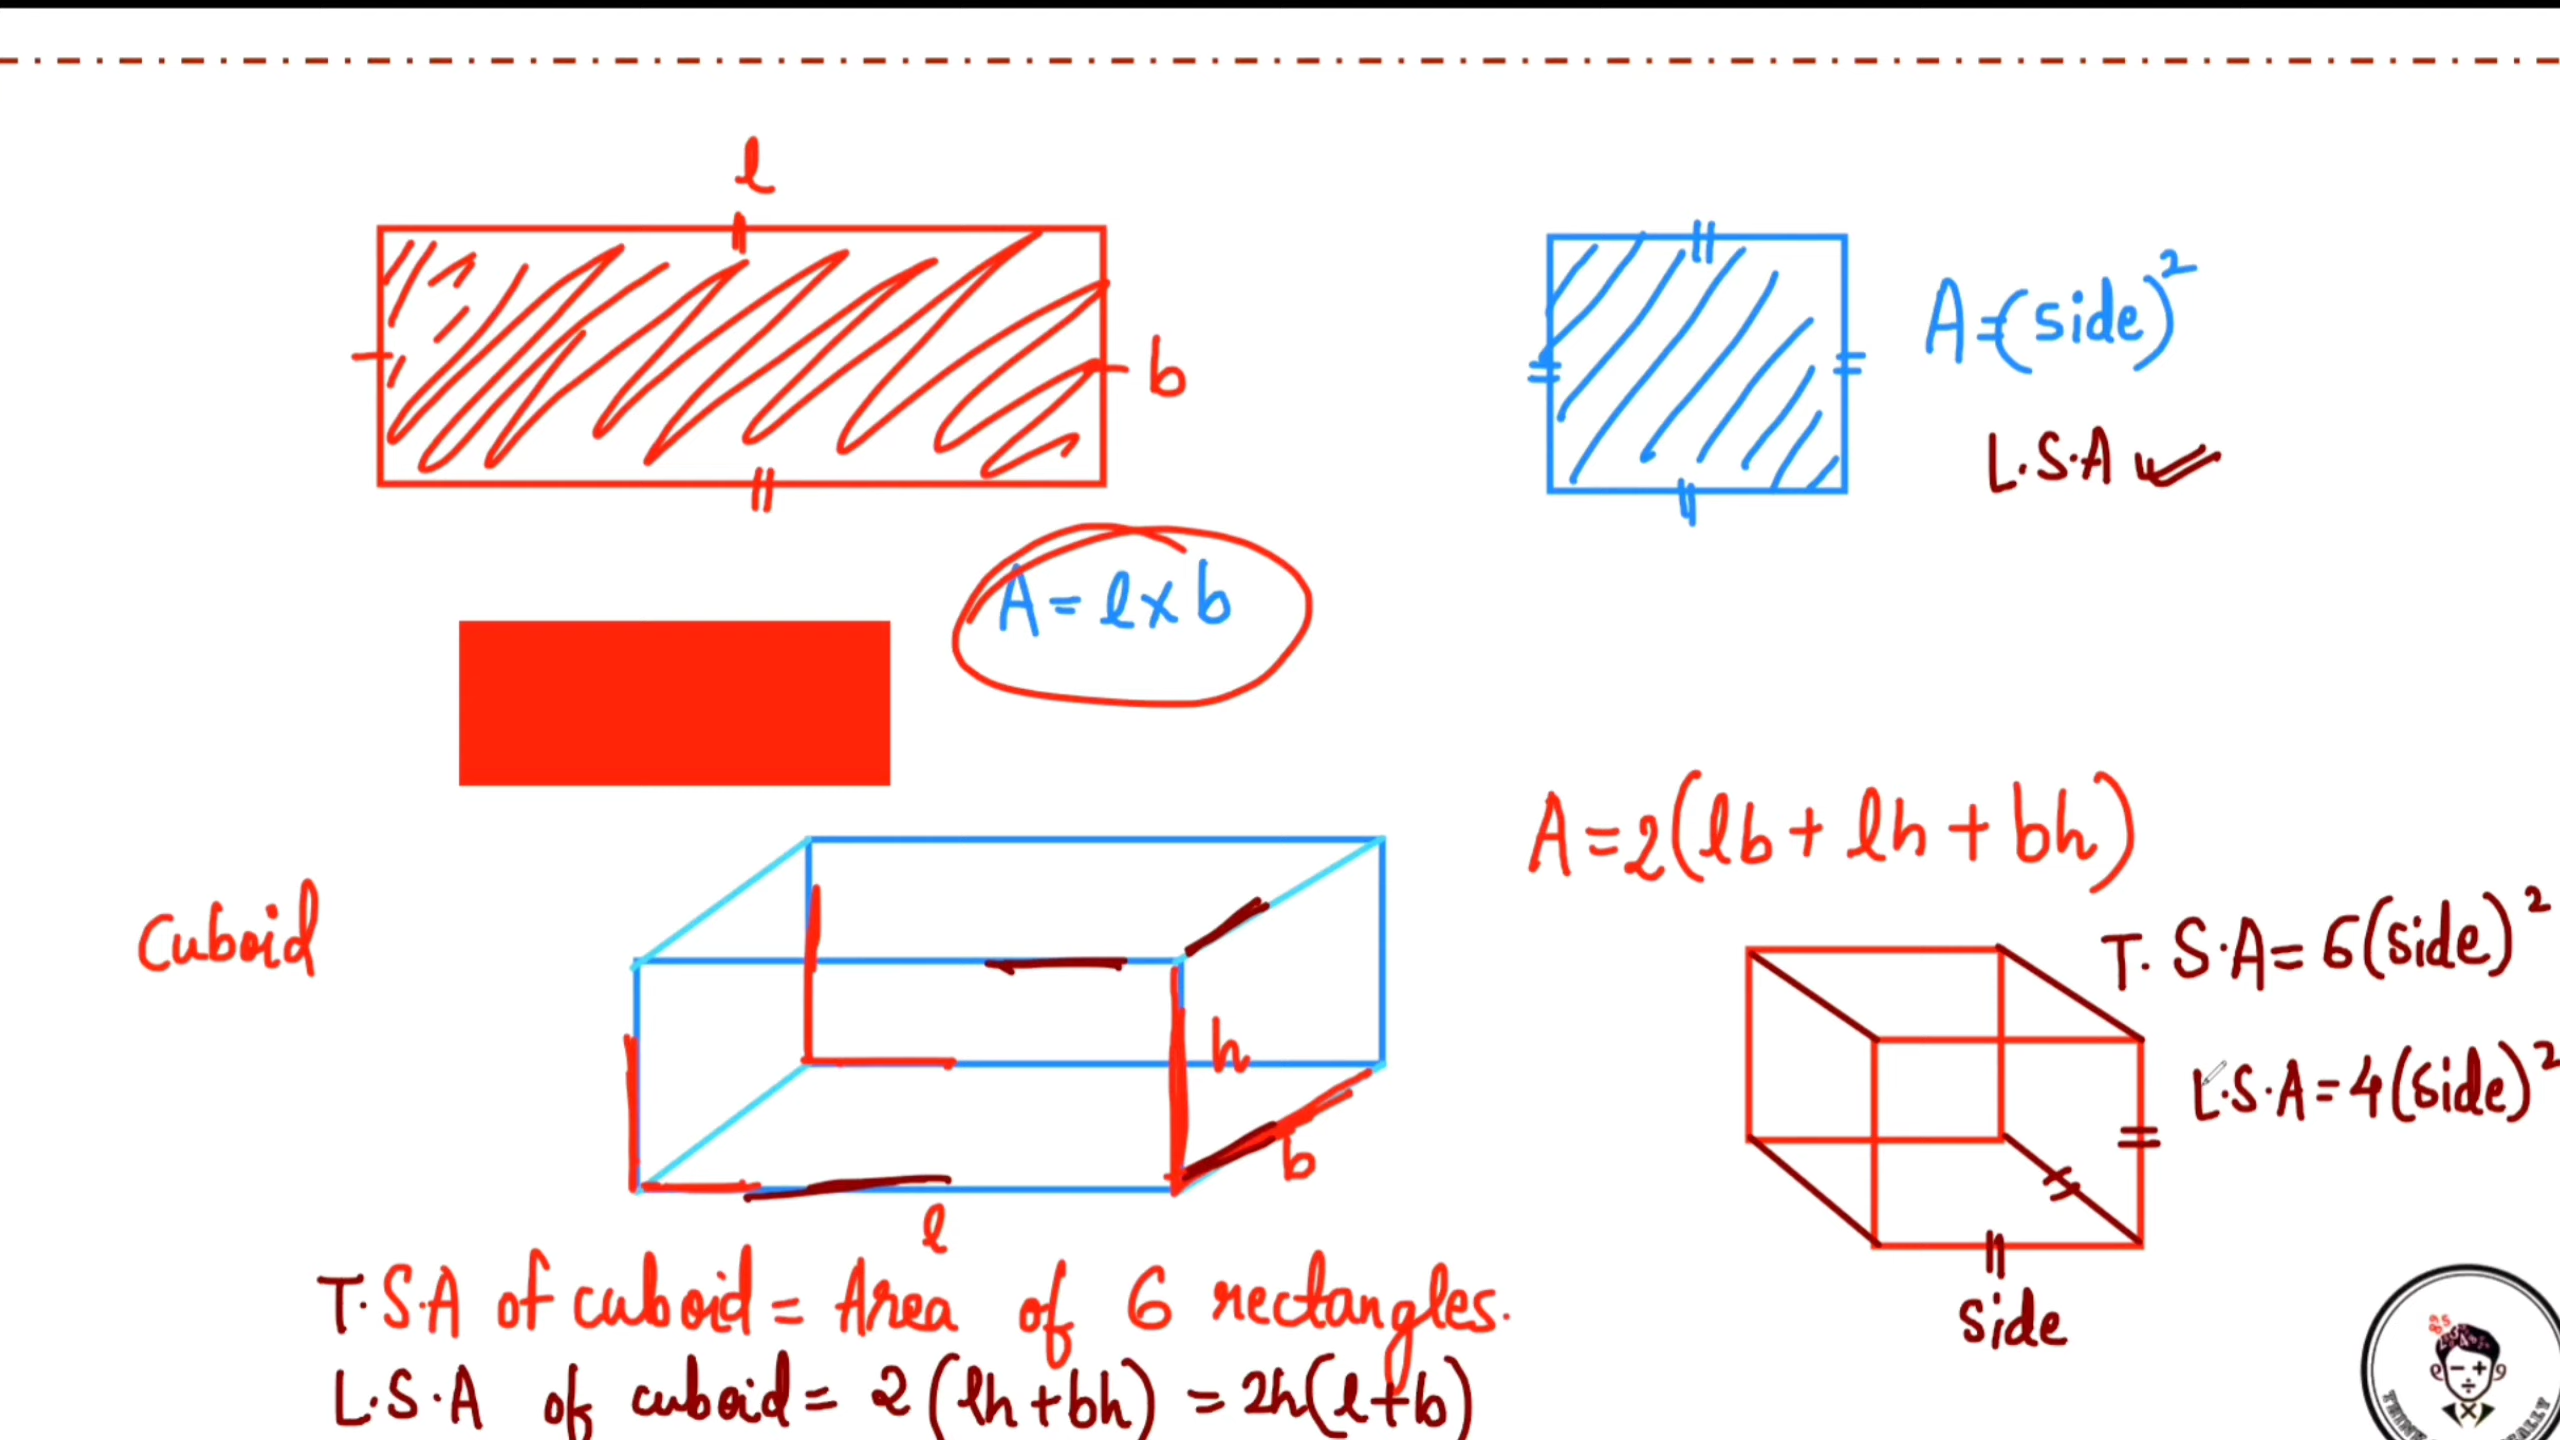 l
b
A = (side)²
L.S.A
A = l x b
A = 2(lb + lh + bh)
Cuboid
T. S.A = 6(side)²
h
L.S.A = 4(side)²
b
l
T. S.A of cuboid = Area of 6 rectangles.
side
L.S.A of cuboid = 2(lh + bh) = 2h(l+b)